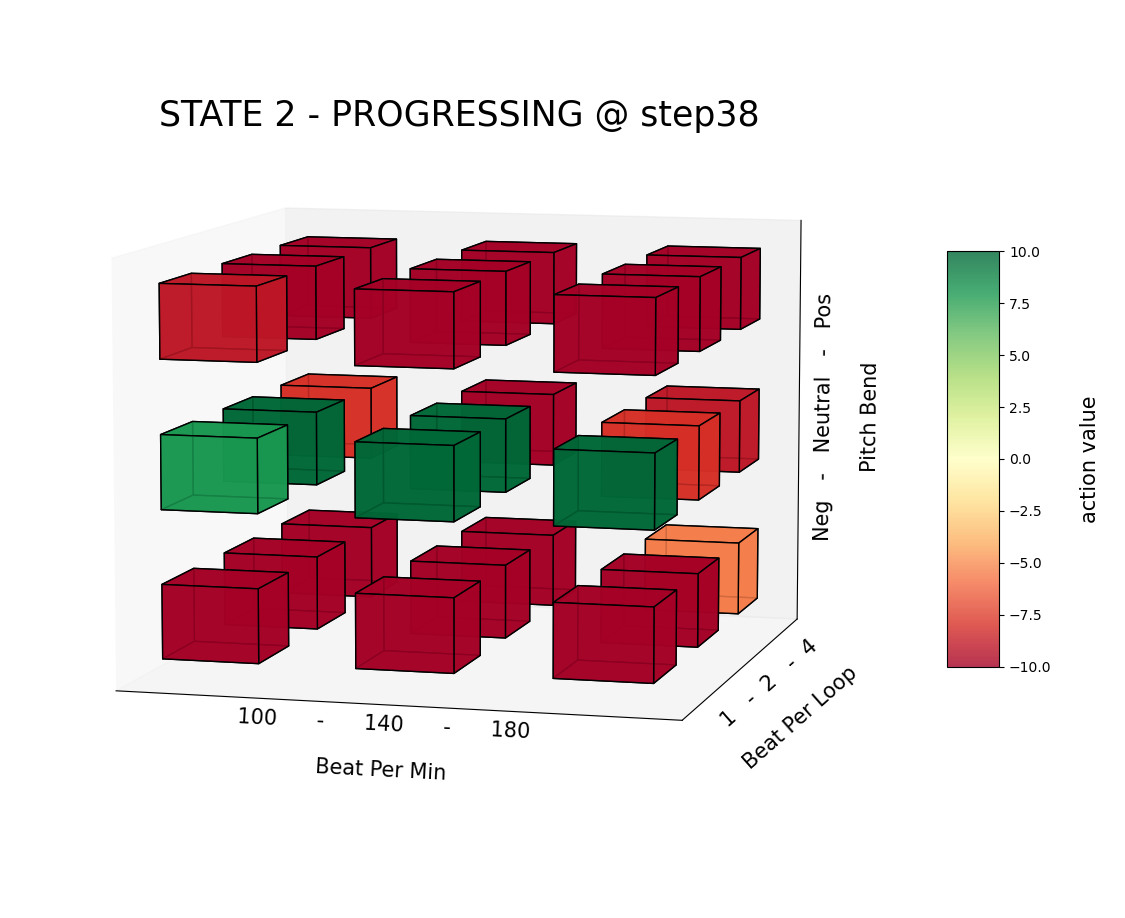 STATE 2 - PROGRESSING @ step38
Neg - Neutral - Pos
Pitch Bend
100 - 140 - 180
Beat Per Min
1 - 2 - 4
Beat Per Loop
10.0
7.5
5.0
2.5
0.0
−2.5
−5.0
−7.5
−10.0
action value